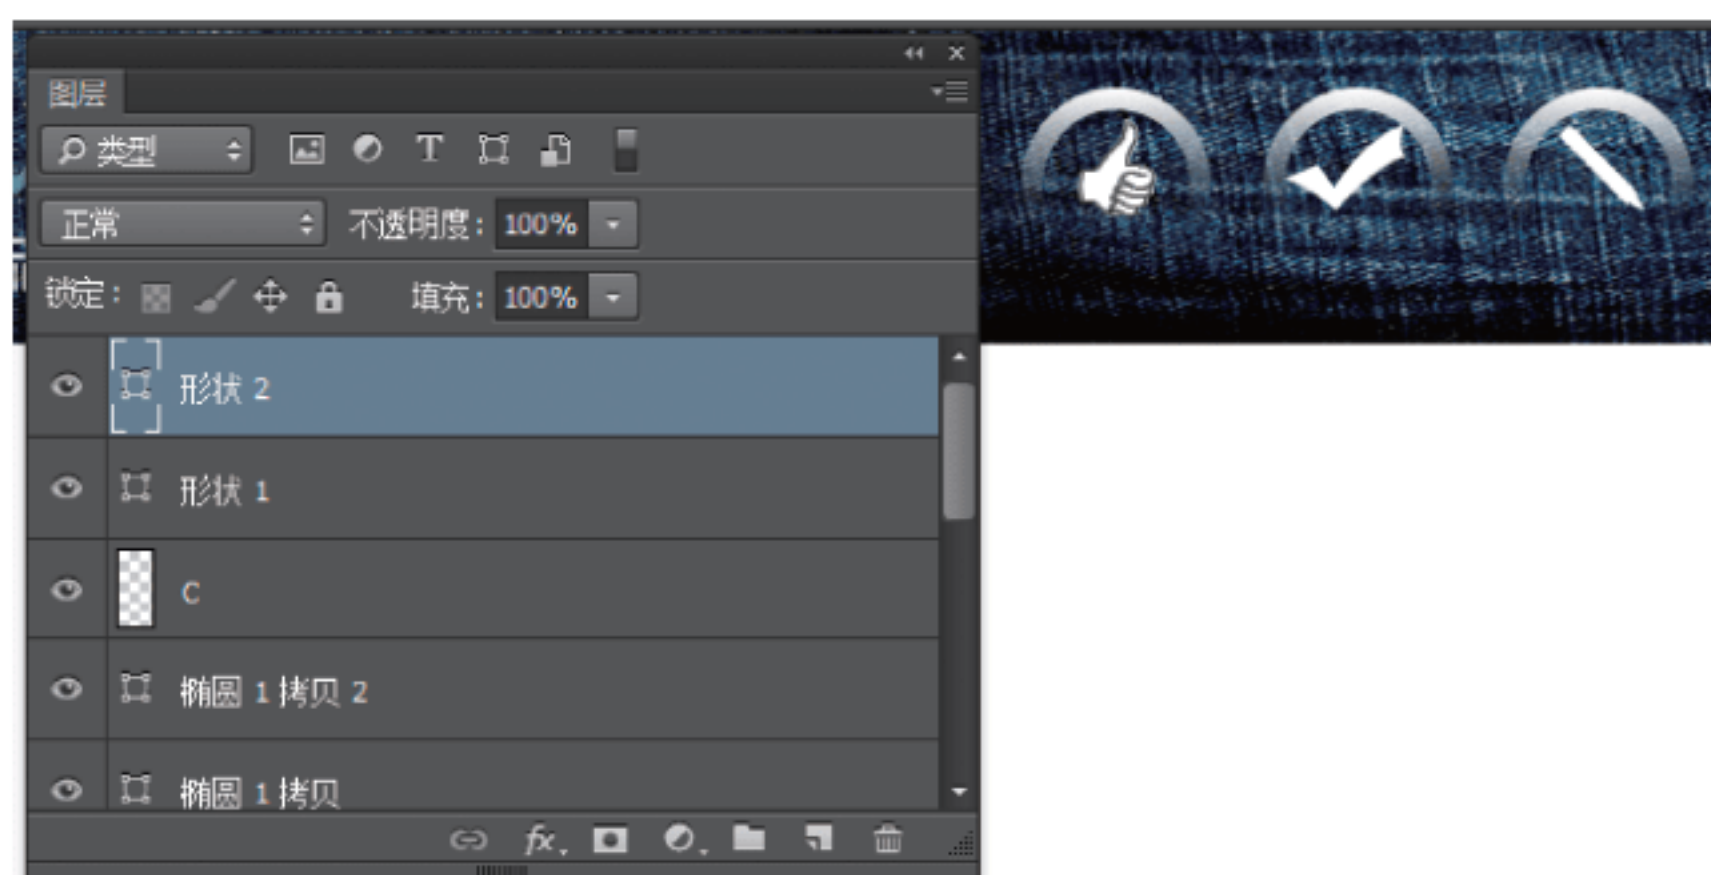 图层
类型
正常 不透明度: 100%
锁定: 填充: 100%
形状 2
形状 1
C
椭圆 1 拷贝 2
椭圆 1 拷贝
fx